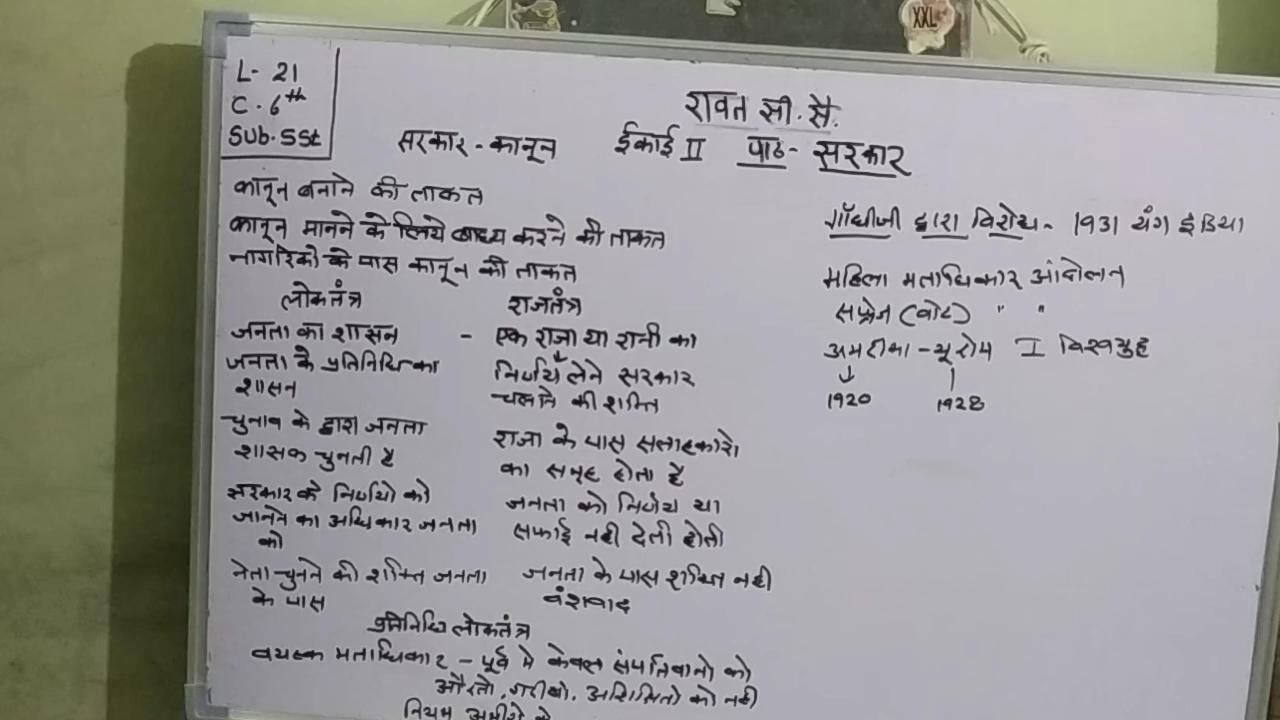 XXL
L- 21
C. 6th
Sub. SSt
रावत सी. सै.
सरकार - कानून ईकाई II पाठ - सरकार
कानून बनाने की ताकत
कानून मानने के लिये बाध्य करने की ताकत
नागरिको के पास कानून की ताकत
लोकतंत्र राजतंत्र
जनता का शासन - एक राजा या रानी का
जनता के प्रतिनिधि का निर्णय लेने सरकार
शासन चलाने की शक्ति
चुनाव के द्वारा जनता राजा के पास सलाहकारो
शासक चुनती है का समूह होता है
सरकार के निर्णयो को जनता को निर्णय या
जानने का अधिकार जनता सफाई नही देनी होती
को
नेता चुनने की शक्ति जनता जनता के पास शक्ति नही
के पास वंशवाद
प्रतिनिधि लोकतंत्र
वयस्क मताधिकार - पूर्व मे केवल संपतिवालो को
औरतो, गरीबो, अशिक्षितो को नही
नियम अमीरो के
गाँधीजी द्वारा विरोध - 1931 यंग इंडिया
महिला मताधिकार आंदोलन
सफ्रेज (वोट) " "
अमरीका - यूरोप I विश्वयुद्ध
1920 1928